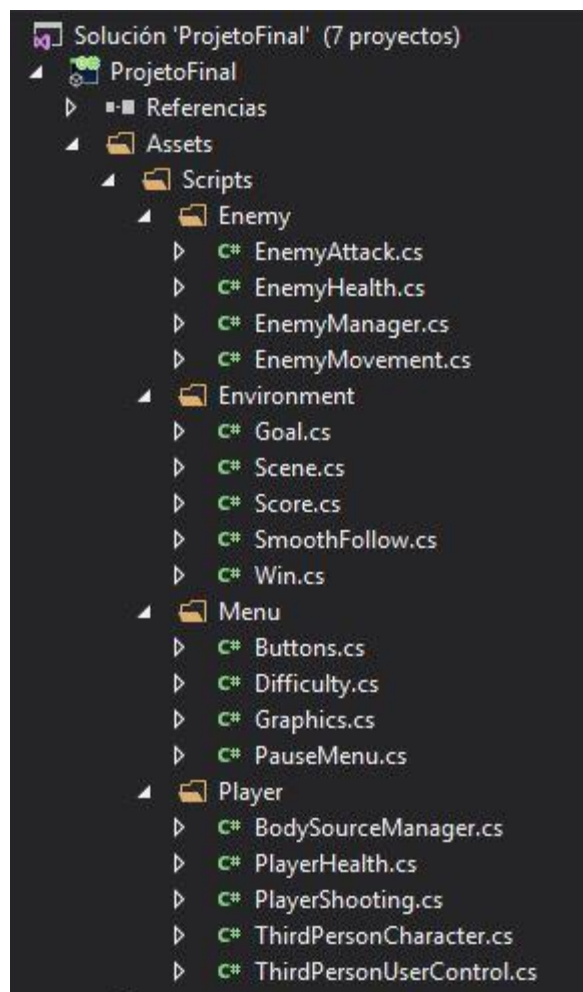 Solución 'ProjetoFinal' (7 proyectos)
ProjetoFinal
Referencias
Assets
Scripts
Enemy
C# EnemyAttack.cs
C# EnemyHealth.cs
C# EnemyManager.cs
C# EnemyMovement.cs
Environment
C# Goal.cs
C# Scene.cs
C# Score.cs
C# SmoothFollow.cs
C# Win.cs
Menu
C# Buttons.cs
C# Difficulty.cs
C# Graphics.cs
C# PauseMenu.cs
Player
C# BodySourceManager.cs
C# PlayerHealth.cs
C# PlayerShooting.cs
C# ThirdPersonCharacter.cs
C# ThirdPersonUserControl.cs